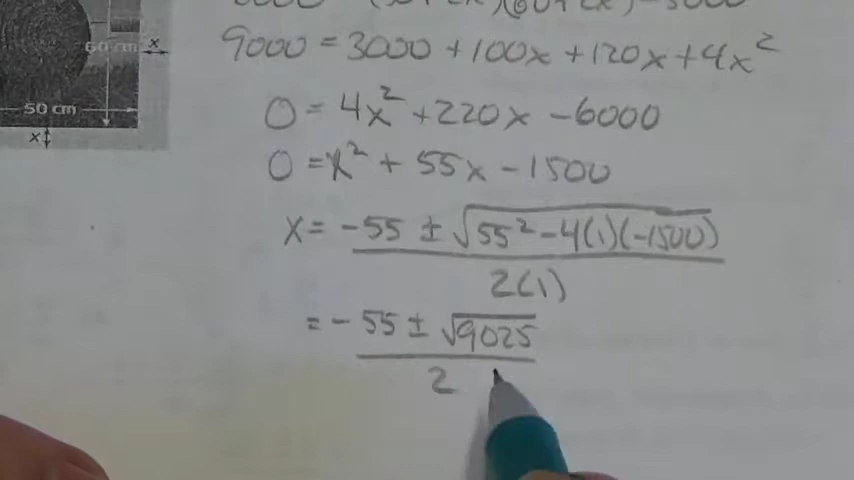 60 cm x
50 cm
x
9000 = 3000 + 100x + 120x + 4x²
0 = 4x² + 220x - 6000
0 = x² + 55x - 1500
x = -55 ± √55² - 4(1)(-1500)
2(1)
= -55 ± √9025
2